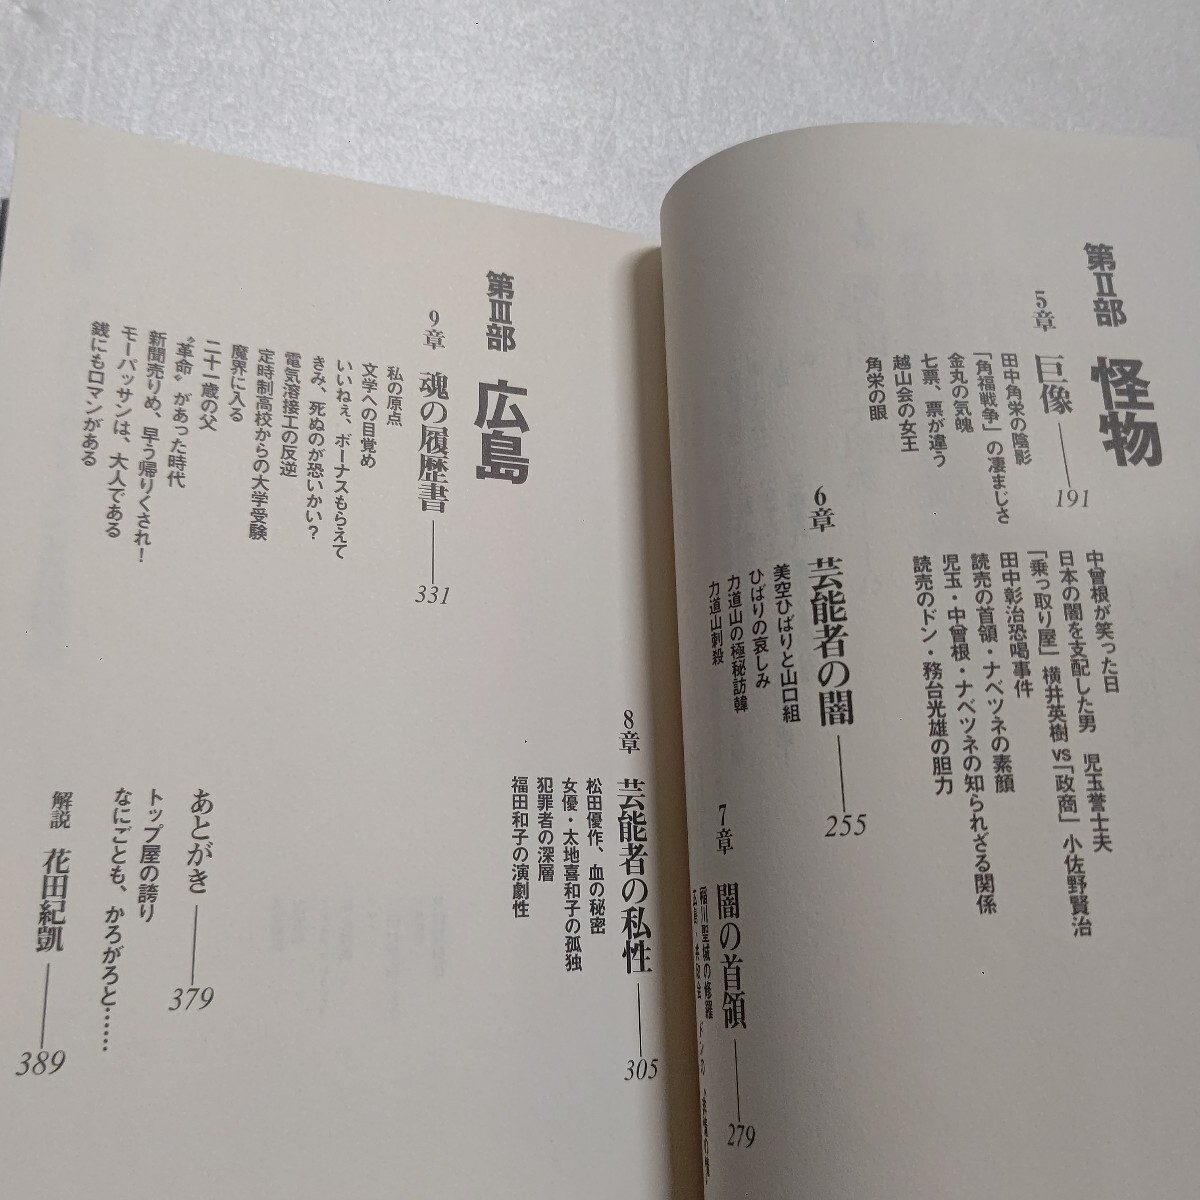 第Ⅱ部 怪物
5章 巨像――191
田中角栄の陰影
「角福戦争」の凄まじさ
金丸の気魄
七票、票が違う
越山会の女王
角栄の眼
中曾根が笑った日
日本の闇を支配した男 児玉誉士夫
「乗っ取り屋」横井英樹vs「政商」小佐野賢治
田中彰治恐喝事件
読売の首領・ナベツネの素顔
児玉・中曾根・ナベツネの知られざる関係
読売のドン・務台光雄の胆力
6章 芸能者の闇――255
美空ひばりと山口組
ひばりの哀しみ
力道山の極秘訪韓
力道山刺殺
7章 闇の首領――279
稲川聖城の修羅
8章 芸能者の私性――305
松田優作、血の秘密
女優・太地喜和子の孤独
犯罪者の深層
福田和子の演劇性
第Ⅲ部 広島
9章 魂の履歴書――331
私の原点
文学への目覚め
いいねぇ、ボーナスもらえて
きみ、死ぬのが恐いかい？
電気溶接工の反逆
定時制高校からの大学受験
魔界に入る
二十一歳の父
〝革命〟があった時代
新聞売りめ、早う帰りくされ！
モーパッサンは、大人である
銭にもロマンがある
あとがき――379
トップ屋の誇り
なにごとも、かろがろと……
解説 花田紀凱――389